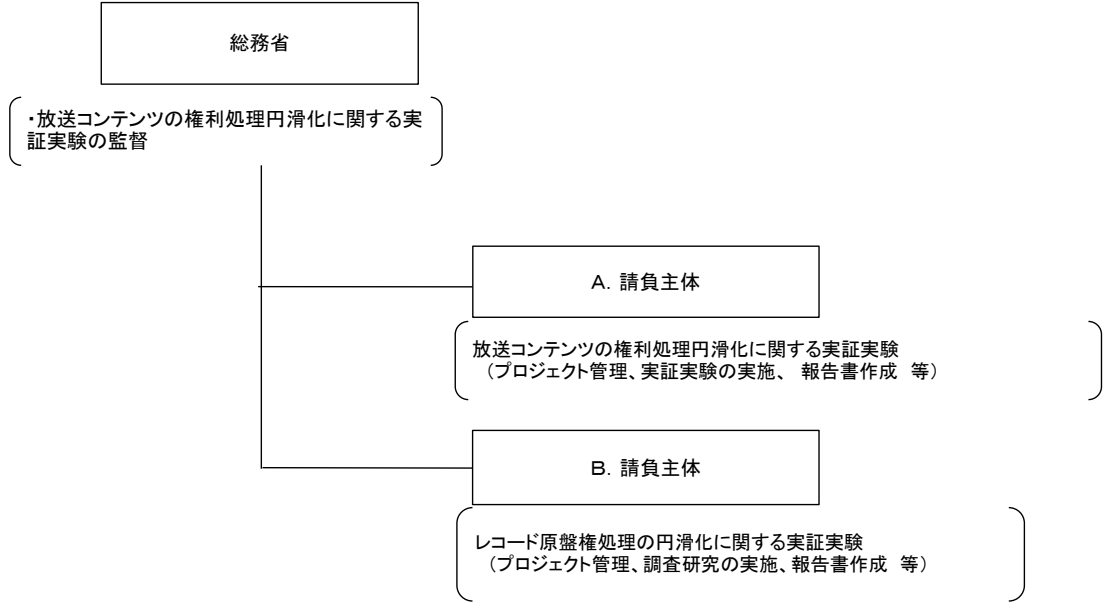 総務省
・放送コンテンツの権利処理円滑化に関する実
証実験の監督
A．請負主体
放送コンテンツの権利処理円滑化に関する実証実験
（プロジェクト管理、実証実験の実施、　報告書作成　等）
B．請負主体
レコード原盤権処理の円滑化に関する実証実験
（プロジェクト管理、調査研究の実施、報告書作成　等）